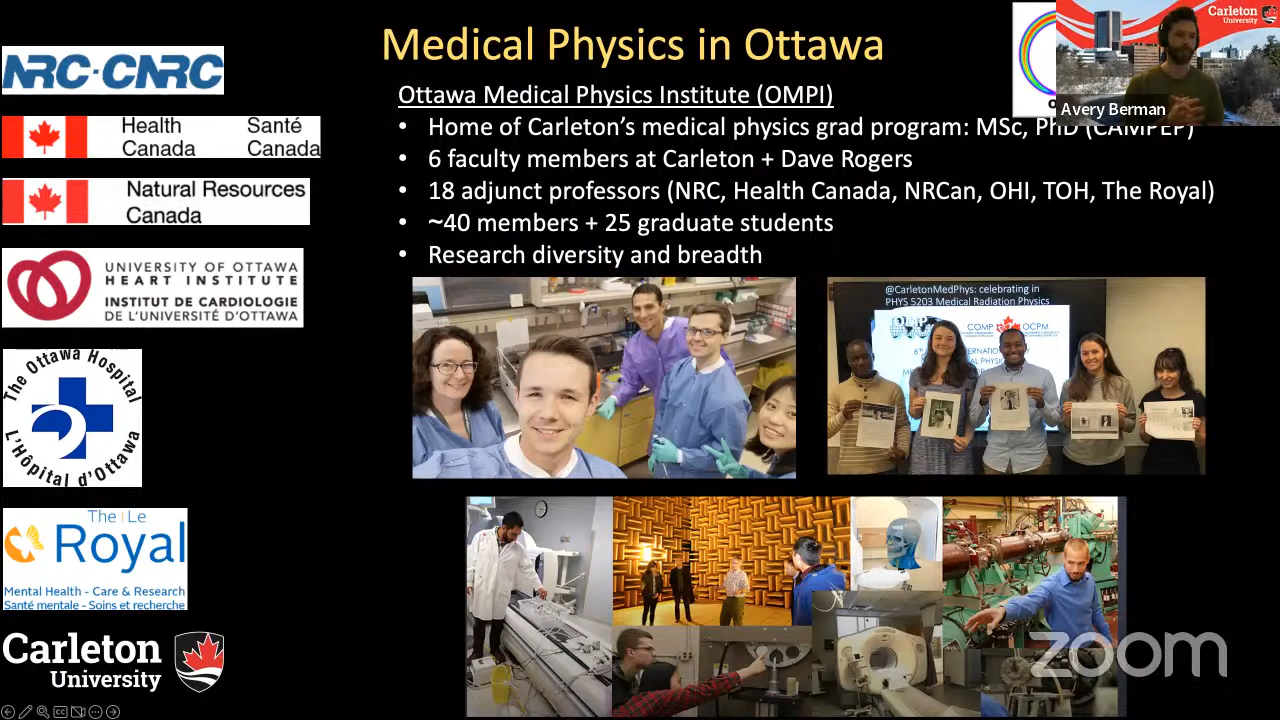 Medical Physics in Ottawa
Ottawa Medical Physics Institute (OMPI)
• Home of Carleton's medical physics grad program: MSc, PhD (CAMPEP)
• 6 faculty members at Carleton + Dave Rogers
• 18 adjunct professors (NRC, Health Canada, NRCan, OHI, TOH, The Royal)
• ~40 members + 25 graduate students
• Research diversity and breadth
NRC·CNRC
Health Canada
Santé Canada
Natural Resources
Canada
UNIVERSITY OF OTTAWA
HEART INSTITUTE
INSTITUT DE CARDIOLOGIE
DE L'UNIVERSITÉ D'OTTAWA
The Ottawa Hospital
L'Hôpital d'Ottawa
The Le
Royal
Mental Health - Care & Research
Santé mentale - Soins et recherche
Carleton
University
Carleton
University
Avery Berman
@CarletonMedPhys: celebrating in
PHYS 5203 Medical Radiation Physics
COMP OCPM
zoom